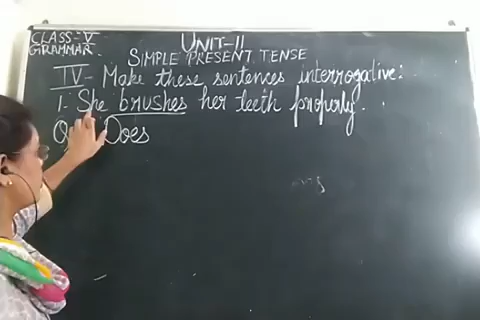 CLASS-V
GRAMMAR
UNIT-II
SIMPLE PRESENT TENSE
IV- Make these sentences interrogative:
1- She brushes her teeth properly.
Does